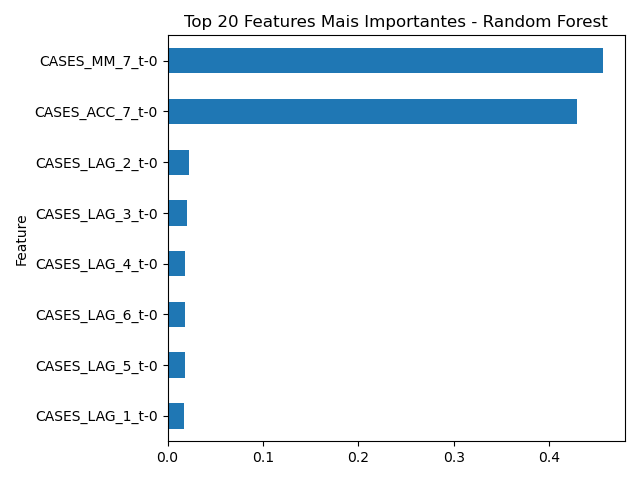 Top 20 Features Mais Importantes - Random Forest
CASES_MM_7_t-0
CASES_ACC_7_t-0
CASES_LAG_2_t-0
CASES_LAG_3_t-0
CASES_LAG_4_t-0
CASES_LAG_6_t-0
CASES_LAG_5_t-0
CASES_LAG_1_t-0
Feature
0.0 0.1 0.2 0.3 0.4